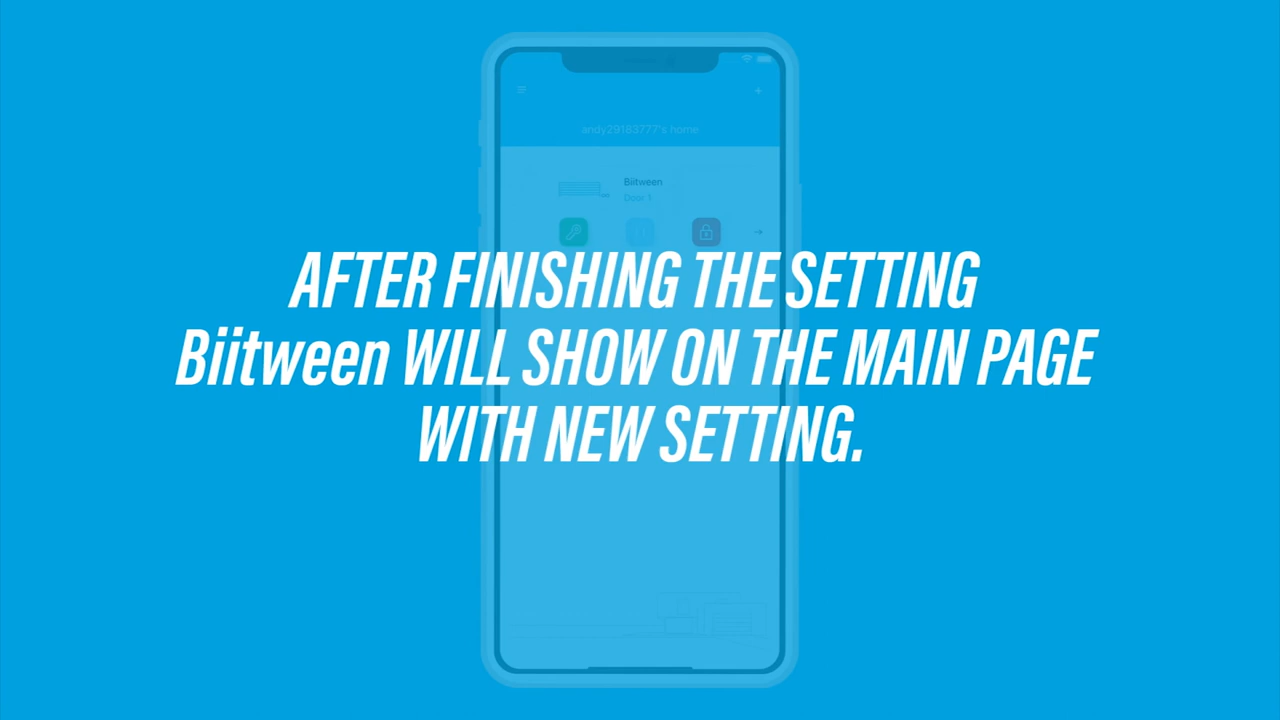 andy29183777's home
Biitween
Door 1
AFTER FINISHING THE SETTING
Biitween WILL SHOW ON THE MAIN PAGE
WITH NEW SETTING.